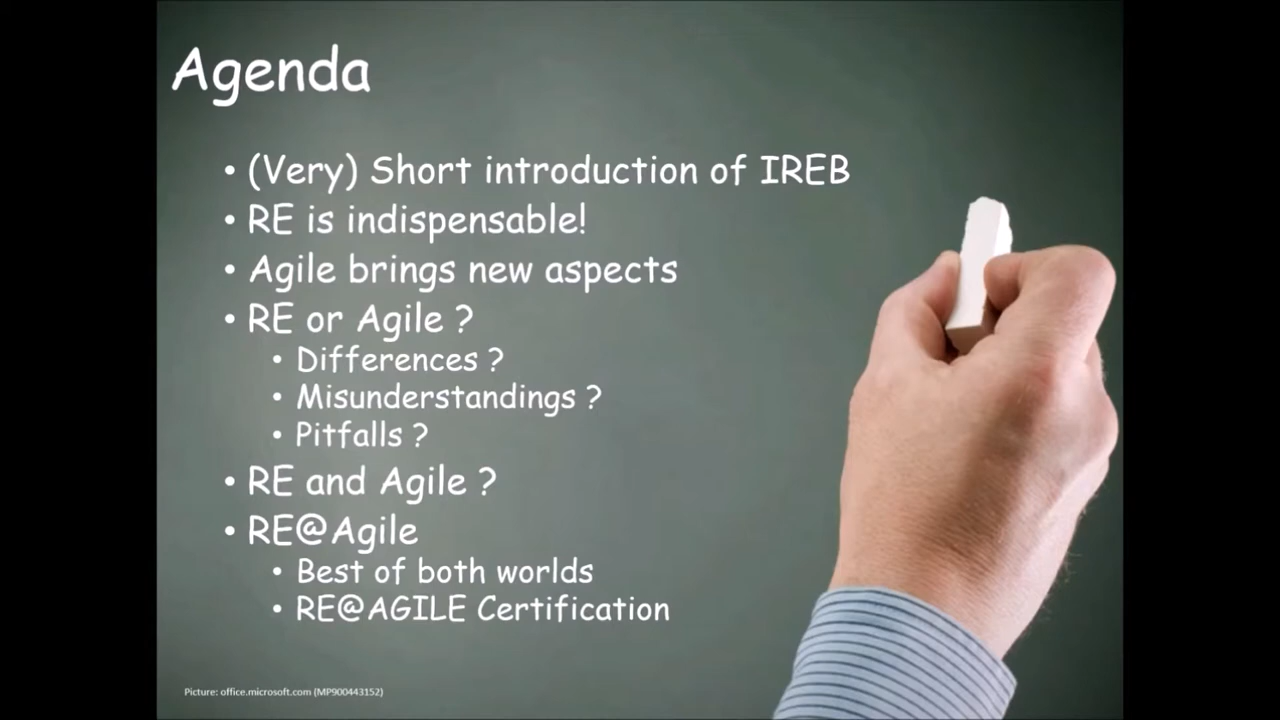 Agenda
• (Very) Short introduction of IREB
• RE is indispensable!
• Agile brings new aspects
• RE or Agile ?
• Differences ?
• Misunderstandings ?
• Pitfalls ?
• RE and Agile ?
• RE@Agile
• Best of both worlds
• RE@AGILE Certification
Picture: office.microsoft.com (MP900443152)